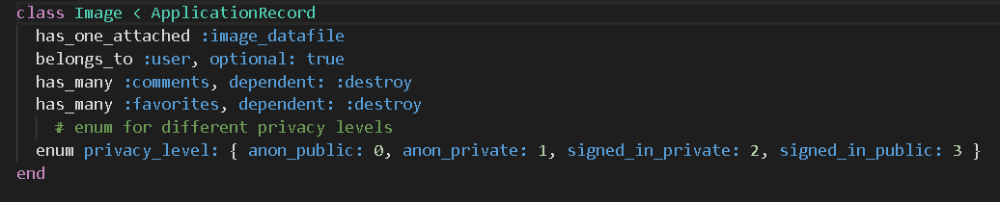 class Image < ApplicationRecord
  has_one_attached :image_datafile
  belongs_to :user, optional: true
  has_many :comments, dependent: :destroy
  has_many :favorites, dependent: :destroy
    # enum for different privacy levels
  enum privacy_level: { anon_public: 0, anon_private: 1, signed_in_private: 2, signed_in_public: 3 }
end